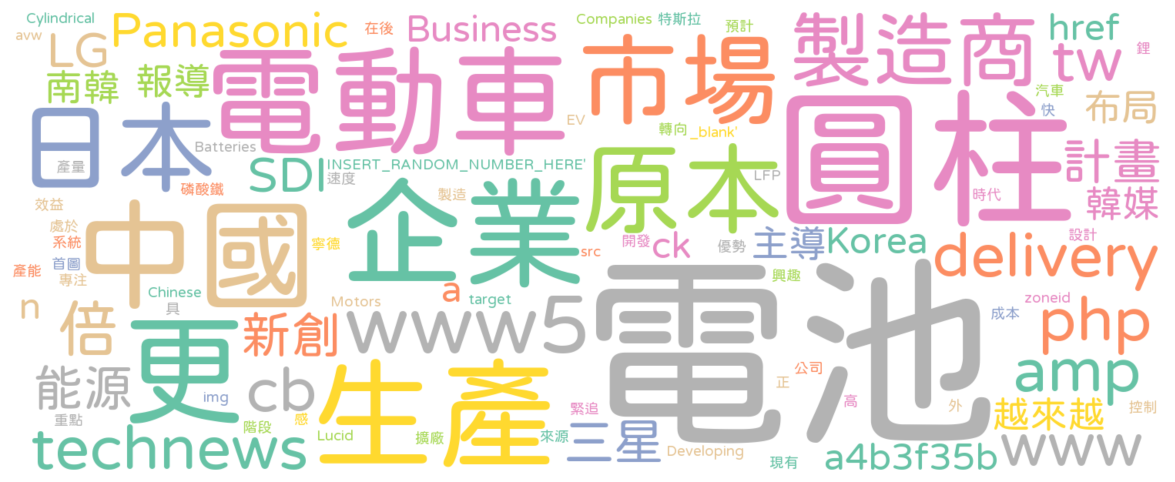 Cylindrical
Panasonic
Business
Companies
特斯拉
預計
製造商
href
avw
LG
在後
市場
tw
鋰
南韓
報導
電動車
汽車
布局
日本
Batteries
EV
轉向
_blank'
圓柱
快
計畫
產量
SDI
INSERT_RANDOM_NUMBER_HERE'
速度
原本
LFP
時代
韓媒
磷酸鐵
企業
製造
效益
中國
處於
系統
寧德
src
開發
ck
優勢
主導
Korea
delivery
設計
產能
首圖
專注
電池
興趣
Chinese
具
Motors
a
target
n
倍
更
新創
www
5
zoneid
成本
php
能源
img
cb
生產
公司
正
amp
重點
階段
感
緊追
高
外
越來越
控制
technews
Lucid
擴廠
來源
三星
Developing
現有
a4b3f35b
www